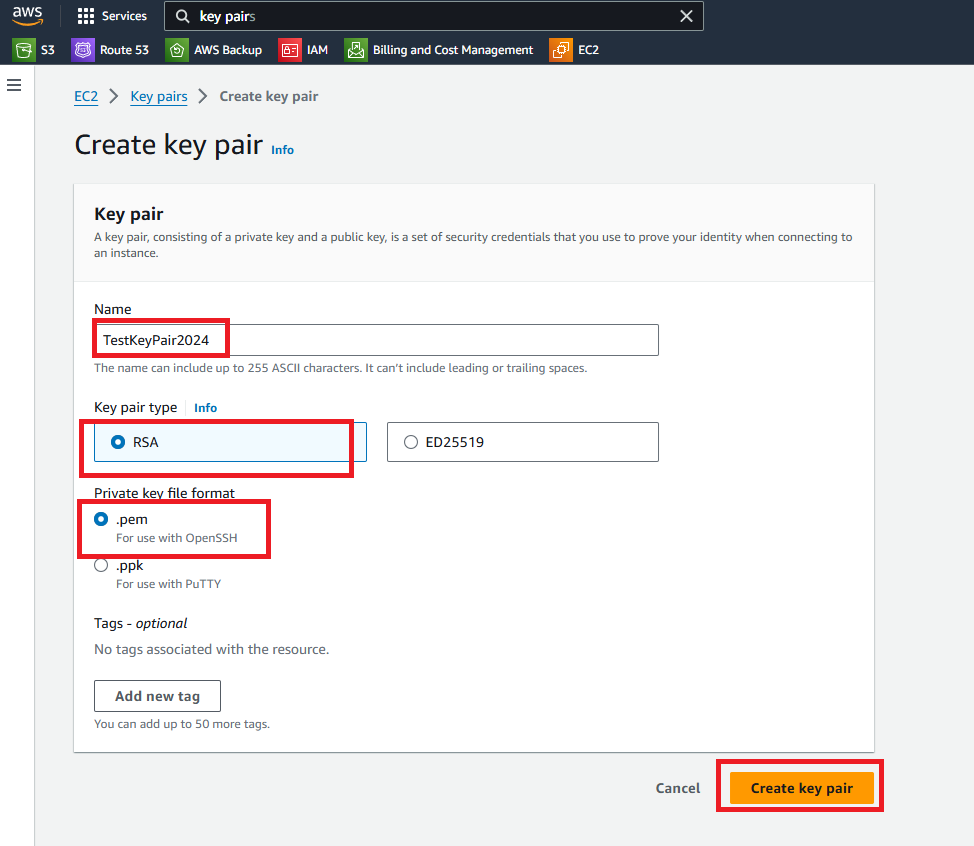 aws Services key pairs
S3 Route 53 AWS Backup IAM Billing and Cost Management EC2
EC2 Key pairs Create key pair
Create key pair Info
Key pair
A key pair, consisting of a private key and a public key, is a set of security credentials that you use to prove your identity when connecting to
an instance.
Name
TestKeyPair2024
The name can include up to 255 ASCII characters. It can't include leading or trailing spaces.
Key pair type Info
RSA ED25519
Private key file format
.pem
For use with OpenSSH
.ppk
For use with PuTTY
Tags - optional
No tags associated with the resource.
Add new tag
You can add up to 50 more tags.
Cancel Create key pair